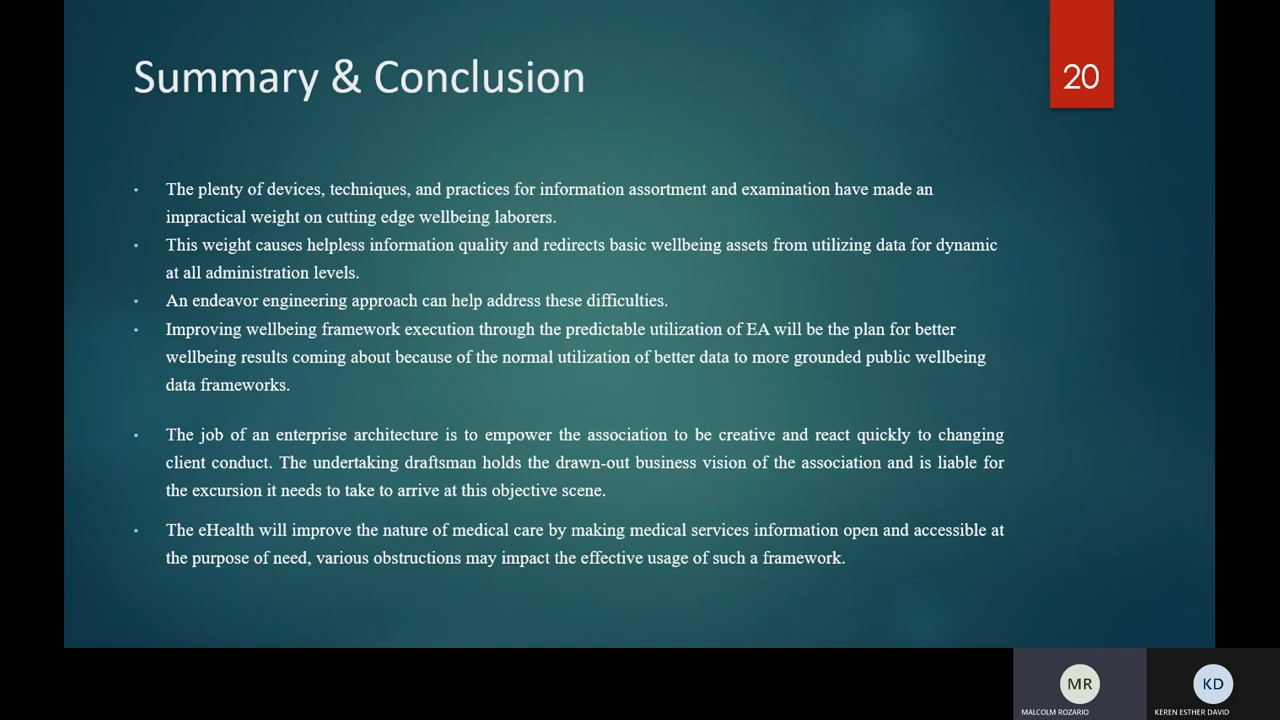 Summary & Conclusion
20
• The plenty of devices, techniques, and practices for information assortment and examination have made an
impractical weight on cutting edge wellbeing laborers.
• This weight causes helpless information quality and redirects basic wellbeing assets from utilizing data for dynamic
at all administration levels.
• An endeavor engineering approach can help address these difficulties.
• Improving wellbeing framework execution through the predictable utilization of EA will be the plan for better
wellbeing results coming about because of the normal utilization of better data to more grounded public wellbeing
data frameworks.
• The job of an enterprise architecture is to empower the association to be creative and react quickly to changing
client conduct. The undertaking draftsman holds the drawn-out business vision of the association and is liable for
the excursion it needs to take to arrive at this objective scene.
• The eHealth will improve the nature of medical care by making medical services information open and accessible at
the purpose of need, various obstructions may impact the effective usage of such a framework.
MR
KD
MALCOLM ROZARIO
KEREN ESTHER DAVID